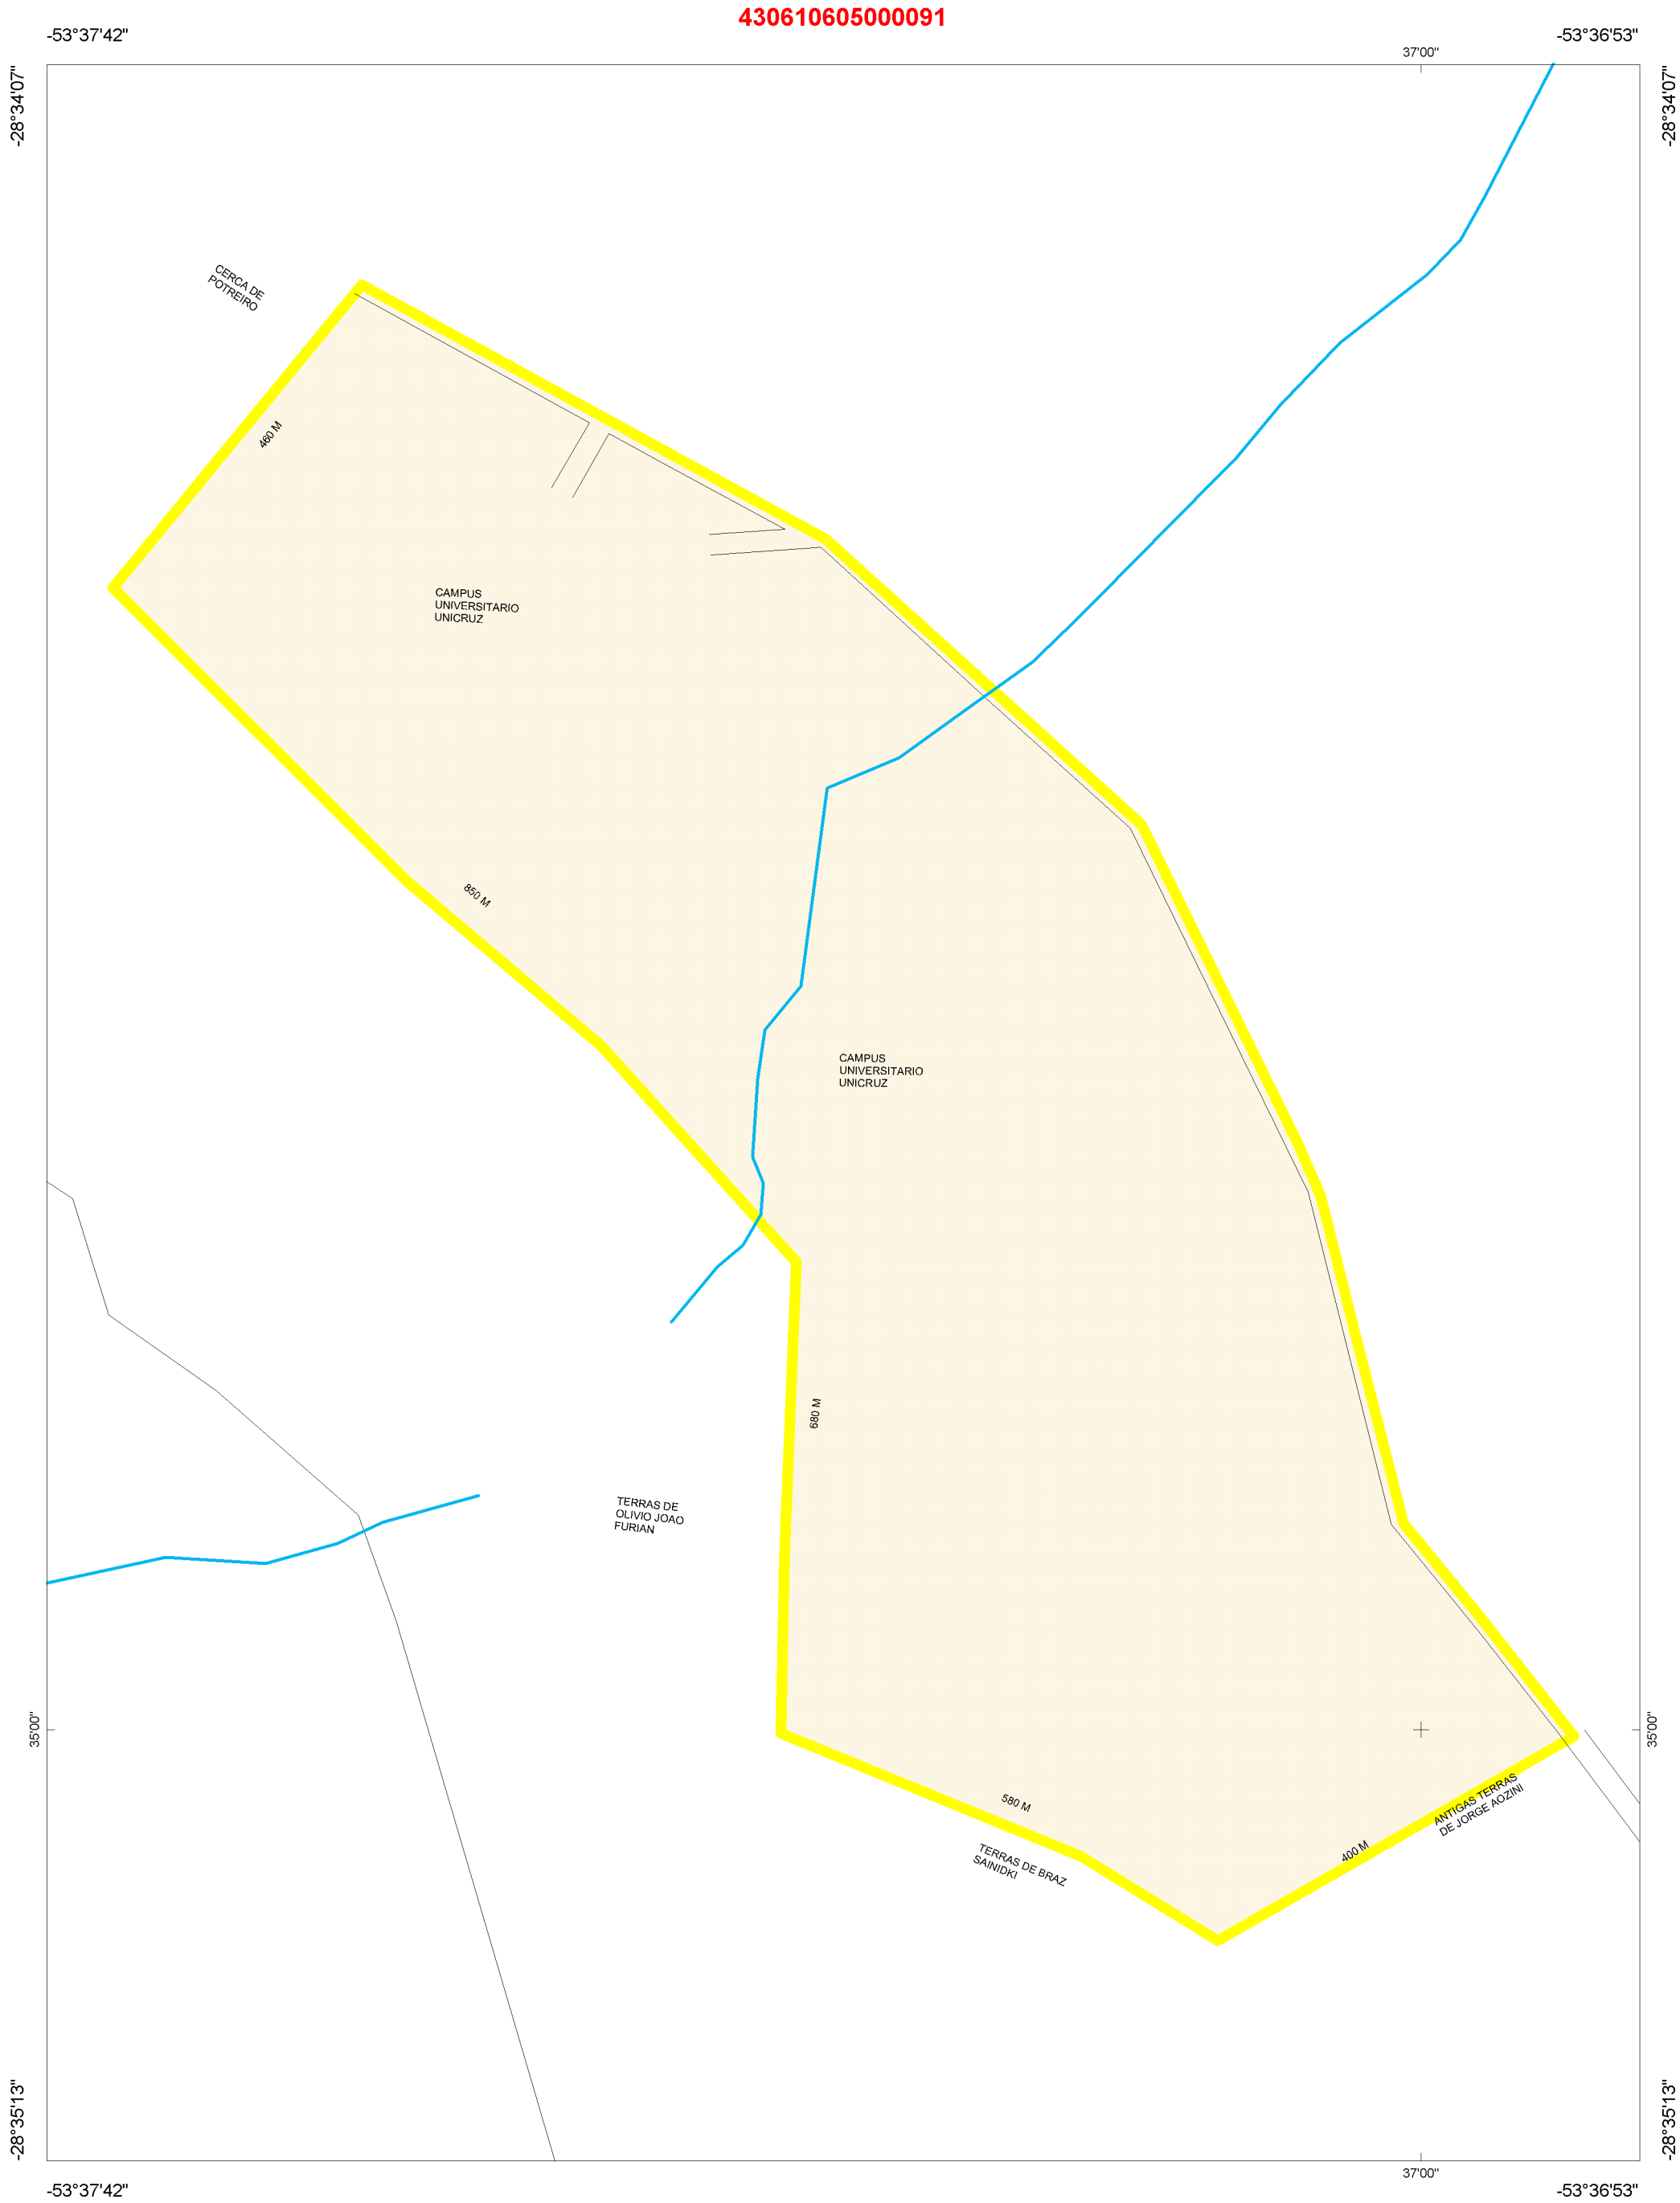 430610605000091
-53°37'42"
-53°36'53"
37'00"
-28°34'07"
-28°34'07"
CERCA DE
POTREIRO
460 M
CAMPUS
UNIVERSITARIO
UNICRUZ
850 M
CAMPUS
UNIVERSITARIO
UNICRUZ
680 M
TERRAS DE
OLIVIO JOAO
FURIAN
35'00"
35'00"
580 M
ANTIGAS TERRAS
DE JORGE AOZINI
400 M
TERRAS DE BRAZ
SAINIDKI
-28°35'13"
-28°35'13"
37'00"
-53°37'42"
-53°36'53"